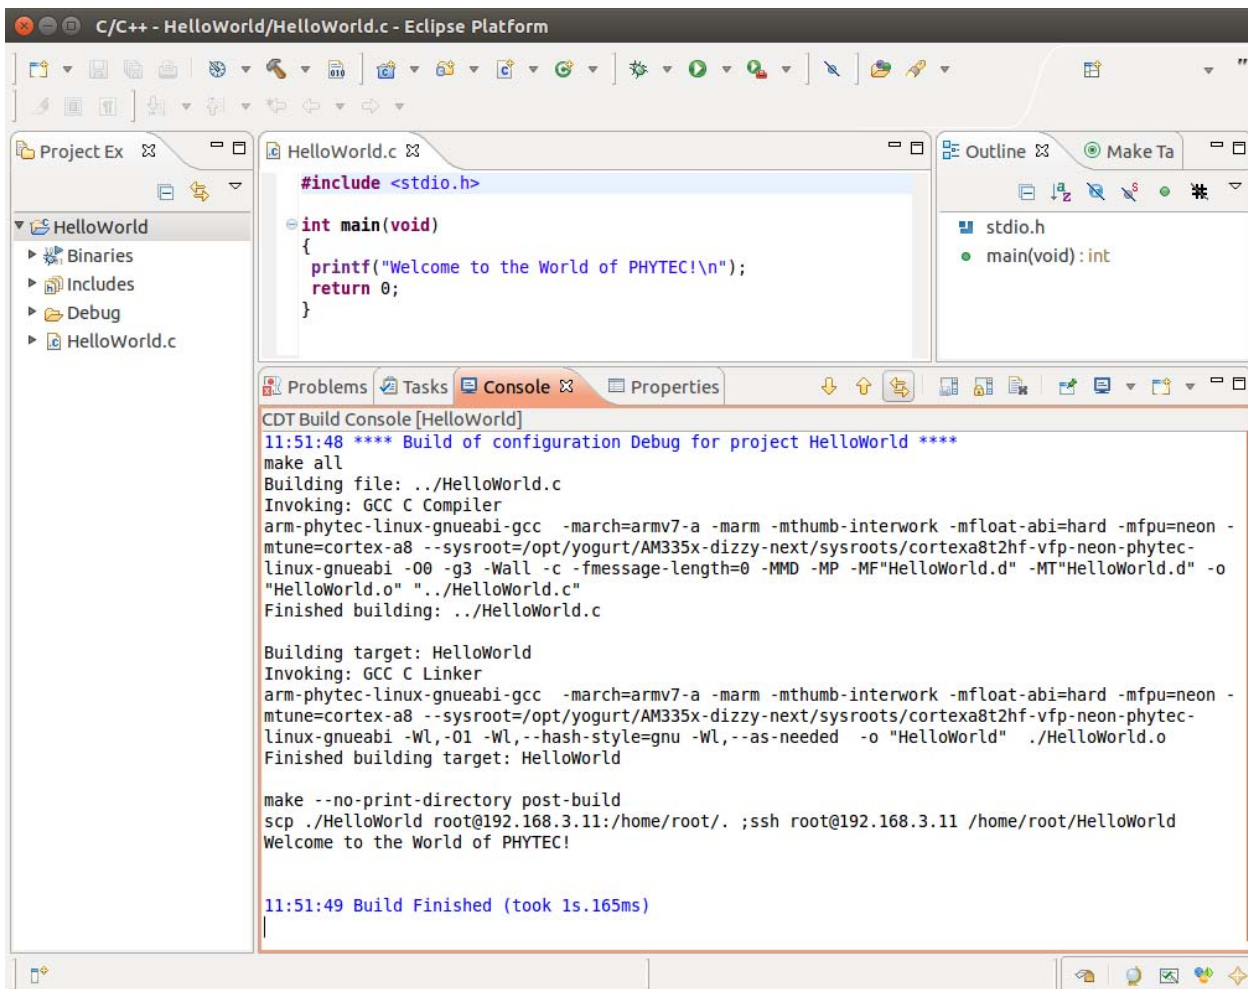 C/C++ - HelloWorld/HelloWorld.c - Eclipse Platform
010
Project Ex
HelloWorld
Binaries
Includes
Debug
HelloWorld.c
HelloWorld.c
#include <stdio.h>
int main(void)
{
printf("Welcome to the World of PHYTEC!\n");
return 0;
}
Outline
Make Ta
stdio.h
main(void) : int
Problems
Tasks
Console
Properties
CDT Build Console [HelloWorld]
11:51:48 **** Build of configuration Debug for project HelloWorld ****
make all
Building file: ../HelloWorld.c
Invoking: GCC C Compiler
arm-phytec-linux-gnueabi-gcc  -march=armv7-a -marm -mthumb-interwork -mfloat-abi=hard -mfpu=neon -
mtune=cortex-a8 --sysroot=/opt/yogurt/AM335x-dizzy-next/sysroots/cortexa8t2hf-vfp-neon-phytec-
linux-gnueabi -O0 -g3 -Wall -c -fmessage-length=0 -MMD -MP -MF"HelloWorld.d" -MT"HelloWorld.d" -o
"HelloWorld.o" "../HelloWorld.c"
Finished building: ../HelloWorld.c
Building target: HelloWorld
Invoking: GCC C Linker
arm-phytec-linux-gnueabi-gcc  -march=armv7-a -marm -mthumb-interwork -mfloat-abi=hard -mfpu=neon -
mtune=cortex-a8 --sysroot=/opt/yogurt/AM335x-dizzy-next/sysroots/cortexa8t2hf-vfp-neon-phytec-
linux-gnueabi -Wl,-O1 -Wl,--hash-style=gnu -Wl,--as-needed  -o "HelloWorld"  ./HelloWorld.o
Finished building target: HelloWorld
make --no-print-directory post-build
scp ./HelloWorld root@192.168.3.11:/home/root/. ;ssh root@192.168.3.11 /home/root/HelloWorld
Welcome to the World of PHYTEC!
11:51:49 Build Finished (took 1s.165ms)